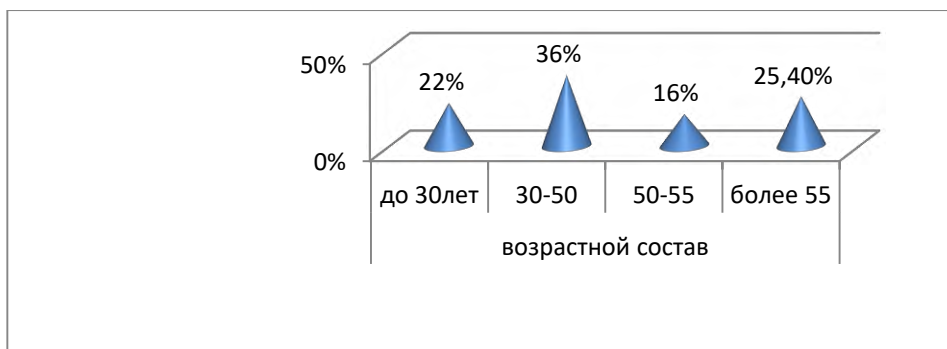 50%
0%
22%
36%
16%
25,40%
до 30лет
30-50
50-55
более 55
возрастной состав